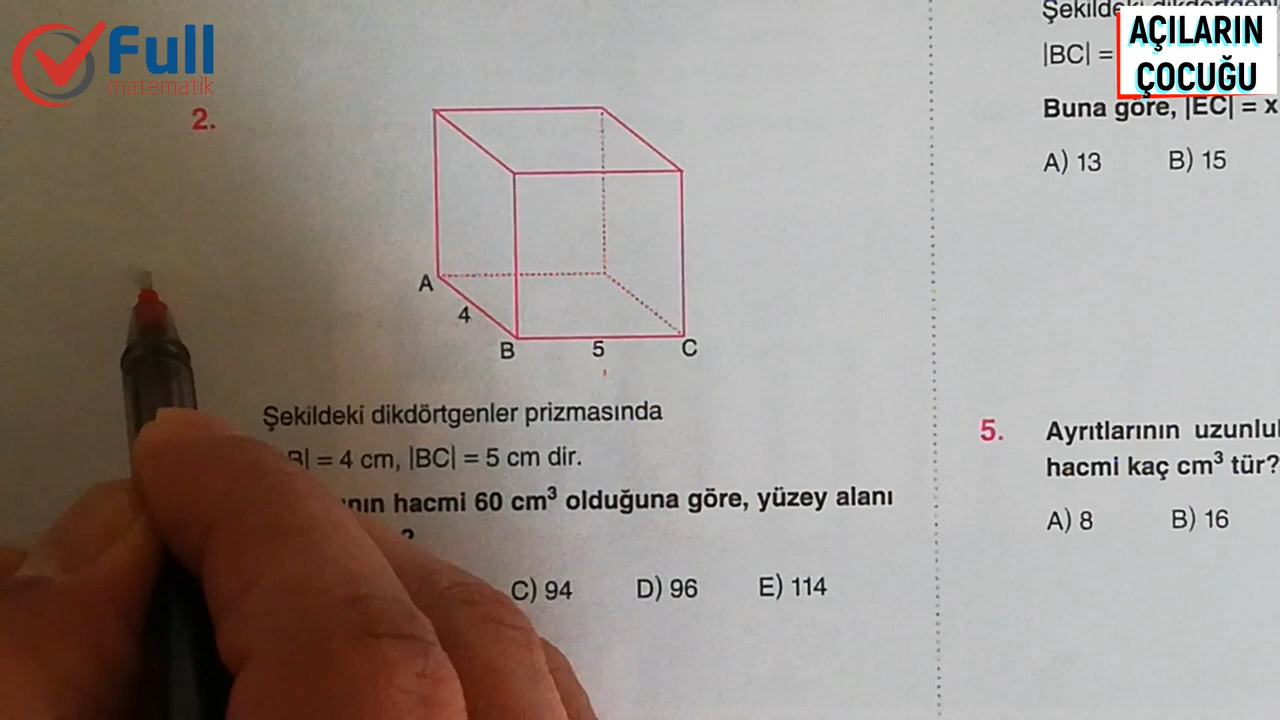 Full
matematik
AÇILARIN
ÇOCUĞU
2.
A
4
B
5
C
Şekildeki dikdörtgenler prizmasında
= 4 cm, |BC| = 5 cm dir.
hacmi 60 cm³ olduğuna göre, yüzey alanı
?
C) 94 D) 96 E) 114
|BC| =
Buna göre, |EC| = x
A) 13 B) 15
5. Ayrıtlarının
hacmi kaç cm³ tür?
A) 8 B) 16